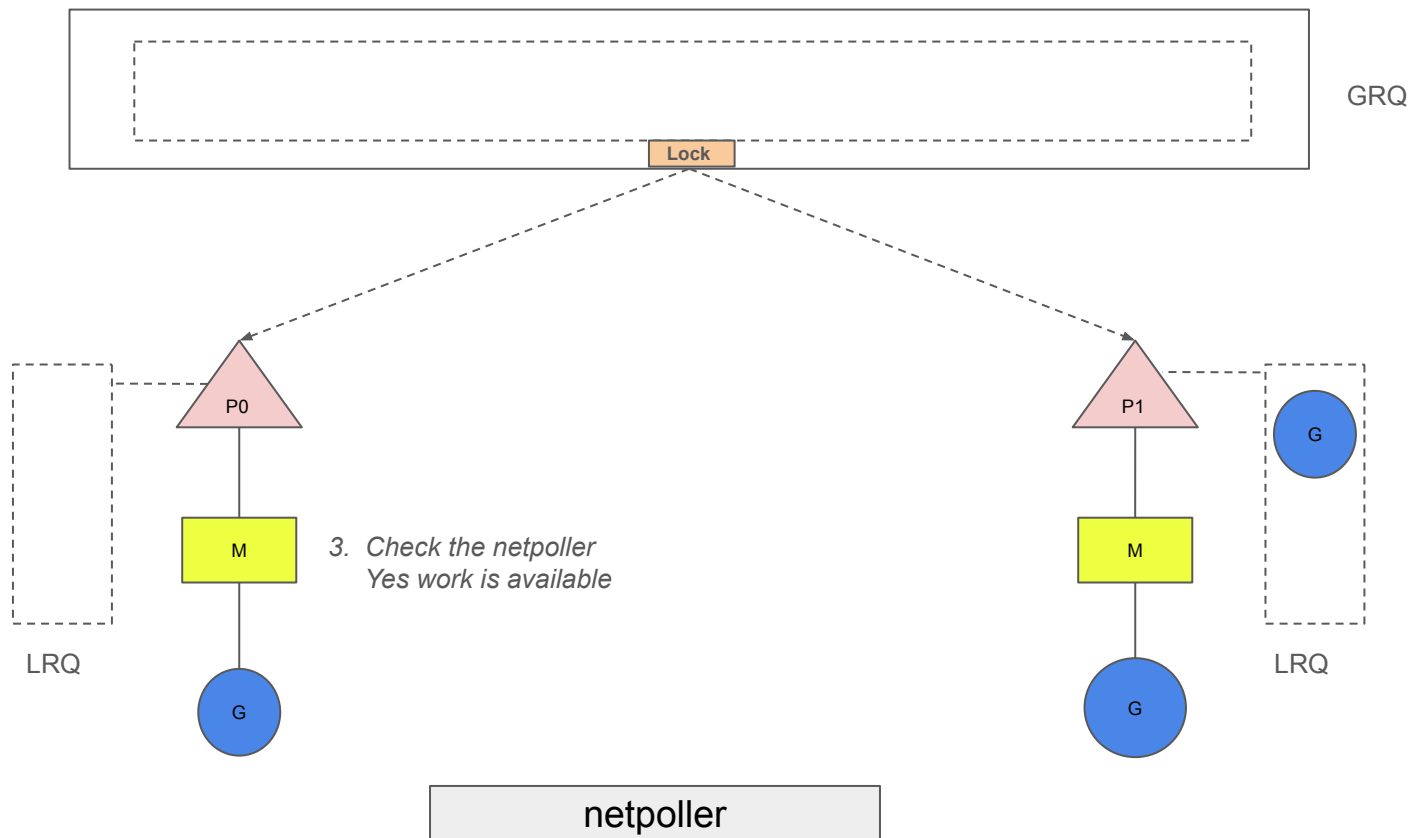 GRQ
Lock
P0
P1
G
M
3. Check the netpoller
Yes work is available
M
LRQ
LRQ
G
G
netpoller